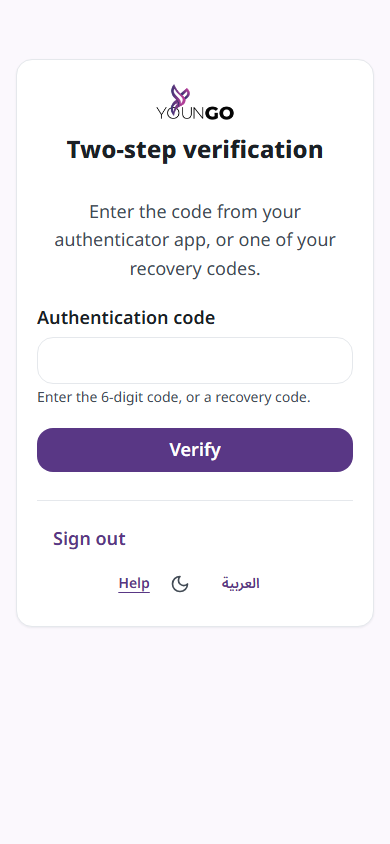 YOUNGO
Two-step verification
Enter the code from your
authenticator app, or one of your
recovery codes.
Authentication code
Enter the 6-digit code, or a recovery code.
Verify
Sign out
Help
العربية